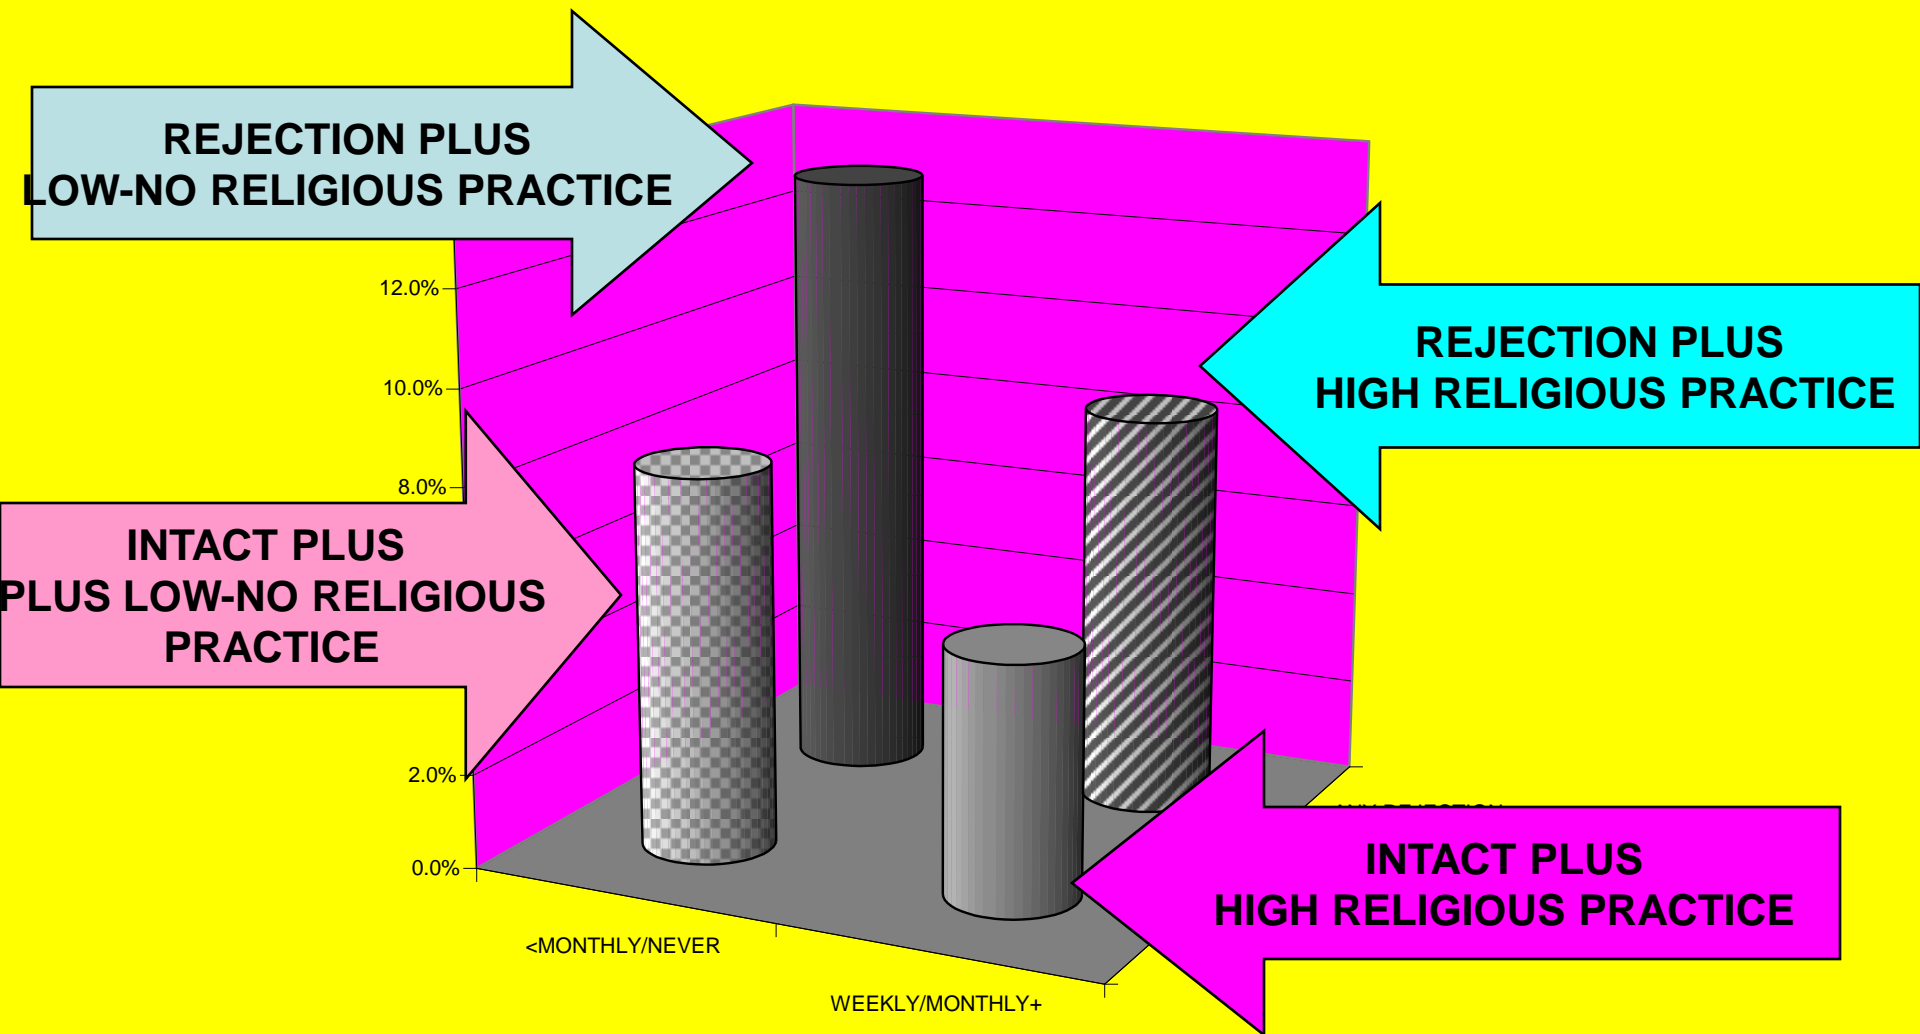 REJECTION PLUS
LOW-NO RELIGIOUS PRACTICE
12.0%
10.0%
8.0%
2.0%
0.0%
REJECTION PLUS
HIGH RELIGIOUS PRACTICE
INTACT PLUS
PLUS LOW-NO RELIGIOUS
PRACTICE
INTACT PLUS
HIGH RELIGIOUS PRACTICE
<MONTHLY/NEVER
WEEKLY/MONTHLY+